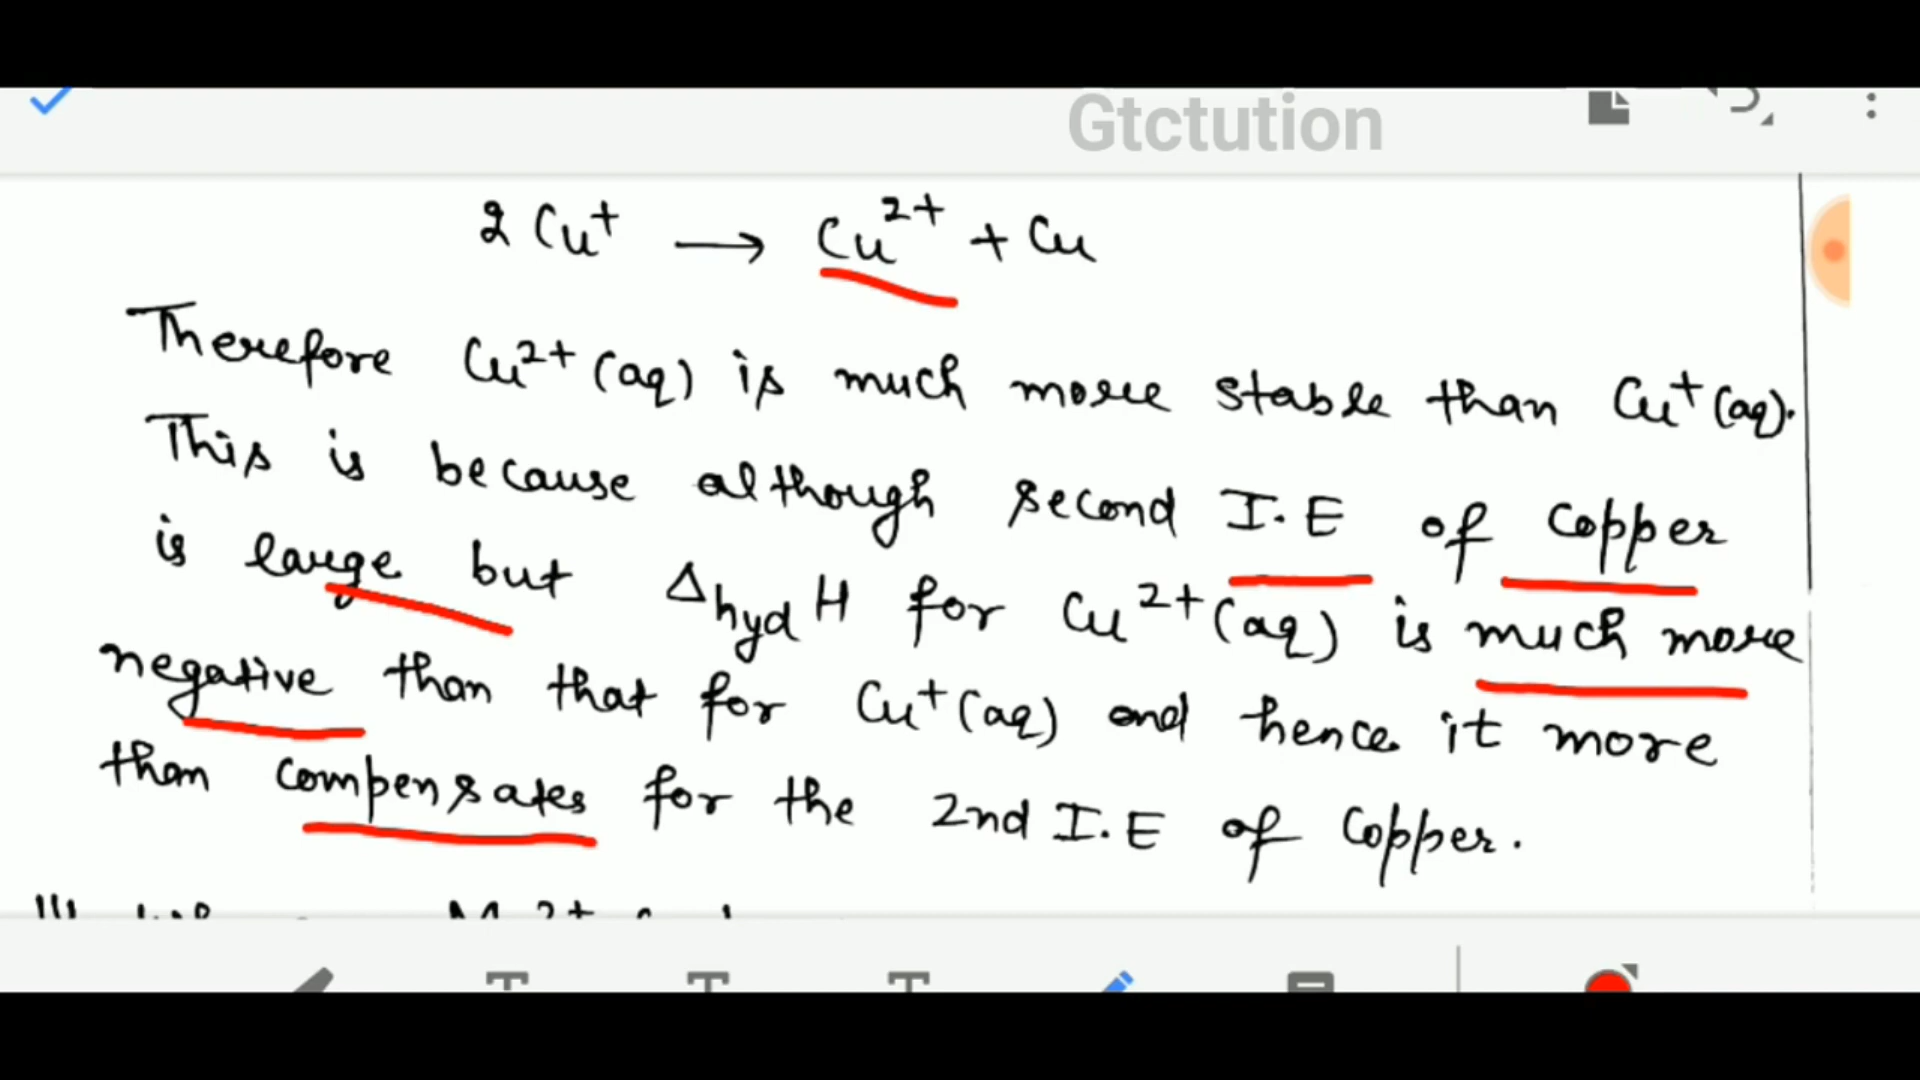 Gtctution
2 Cu⁺ → Cu²⁺ + Cu
Therefore Cu²⁺ (aq) is much more stable than Cu⁺ (aq).
This is because although second I.E of Copper
is large but Δhyd H for Cu²⁺ (aq) is much more
negative than that for Cu⁺ (aq) and hence it more
than compensates for the 2nd I.E of Copper.